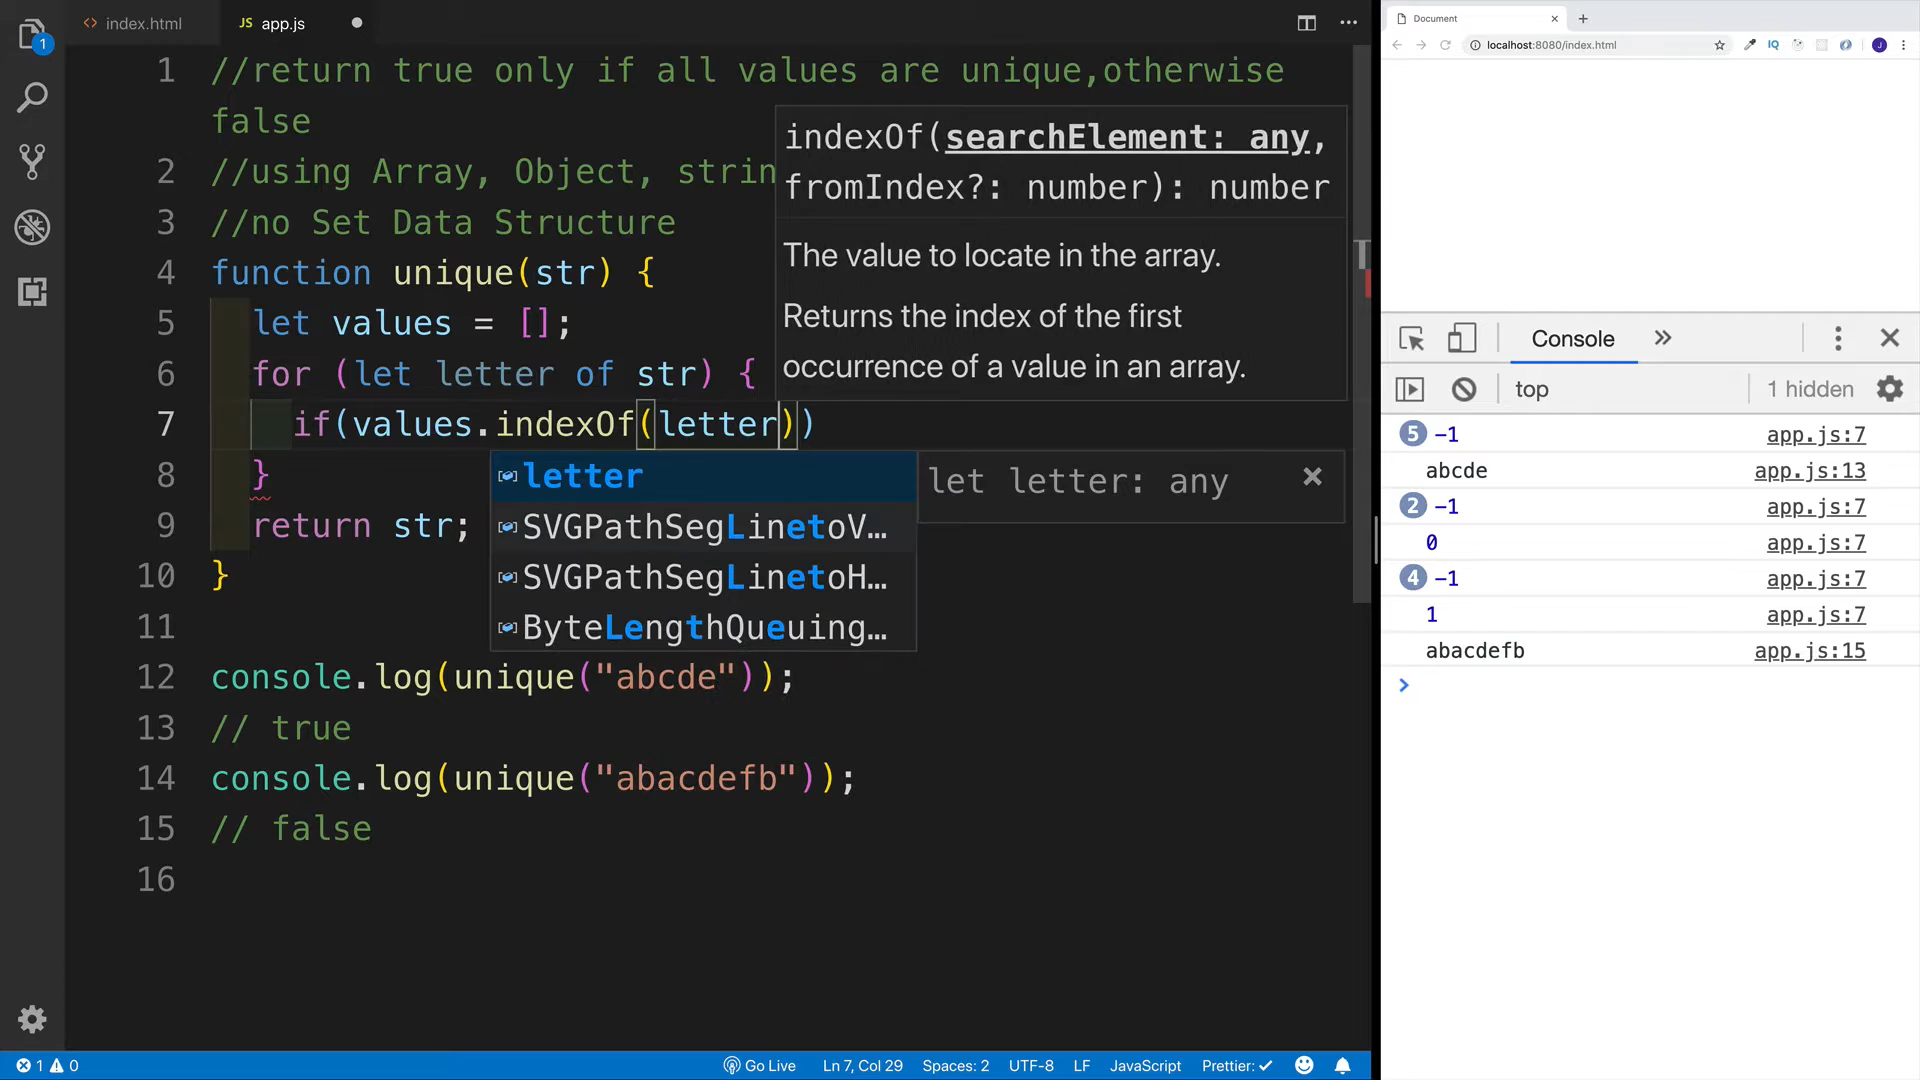 index.html
JS app.js
1 //return true only if all values are unique,otherwise
false
2 //using Array, Object, strin
3 //no Set Data Structure
4 function unique(str) {
5 let values = [];
6 for (let letter of str) {
7 if(values.indexOf(letter))
8 }
9 return str;
10 }
11
12 console.log(unique("abcde"));
13 // true
14 console.log(unique("abacdefb"));
15 // false
16
indexOf(searchElement: any,
fromIndex?: number): number
The value to locate in the array.
Returns the index of the first
occurrence of a value in an array.
letter
SVGPathSegLinetoV…
SVGPathSegLinetoH…
ByteLengthQueuing…
let letter: any
1
1 0
Go Live Ln 7, Col 29 Spaces: 2 UTF-8 LF JavaScript Prettier:
Document
localhost:8080/index.html
IQ
J
Console
top 1 hidden
5 -1 app.js:7
abcde app.js:13
2 -1 app.js:7
0 app.js:7
4 -1 app.js:7
1 app.js:7
abacdefb app.js:15